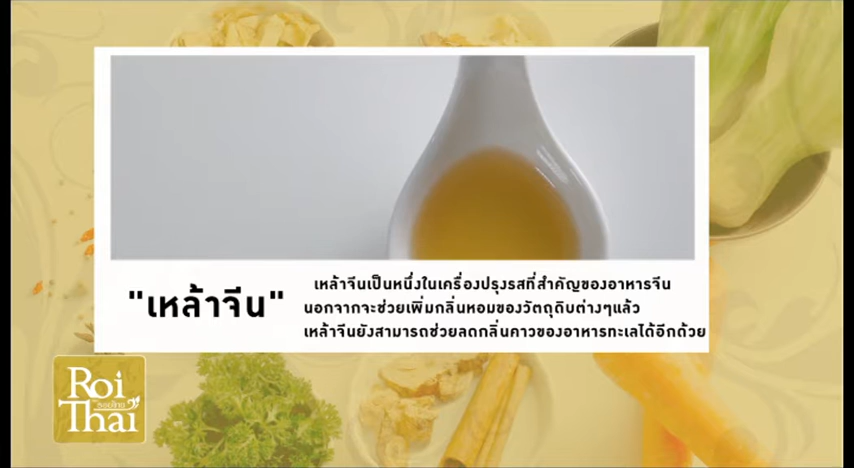 "เหล้าจีน"
เหล้าจีนเป็นหนึ่งในเครื่องปรุงรสที่สำคัญของอาหารจีน
นอกจากจะช่วยเพิ่มกลิ่นหอมของวัตถุดิบต่างๆแล้ว
เหล้าจีนยังสามารถช่วยลดกลิ่นคาวของอาหารทะเลได้อีกด้วย
Roi
รอยไทย
Thai